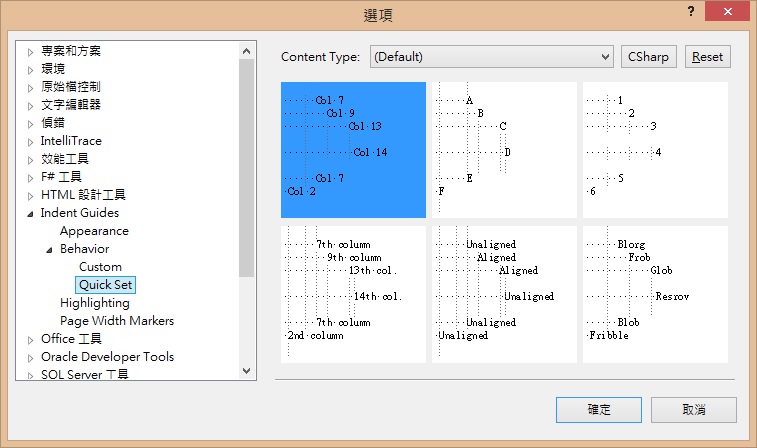 選項
?
專案和方案
環境
原始檔控制
文字編輯器
偵錯
IntelliTrace
效能工具
F# 工具
HTML 設計工具
Indent Guides
Appearance
Behavior
Custom
Quick Set
Highlighting
Page Width Markers
Office 工具
Oracle Developer Tools
SQL Server 工具
Content Type: (Default) CSharp Reset
······Col·7
········Col·9
············Col·13
·············Col·14
······Col·7
·Col·2
······A
········B
············C
·············D
······E
·F
······1
········2
············3
·············4
······5
·6
······7th·column
········9th·column
············13th·col.
·············14th·col.
······7th·column
·2nd·column
······Unaligned
········Aligned
············Aligned
·············Unaligned
······Unaligned
·Unaligned
······Blorg
········Frob
············Glob
·············Resrov
······Blob
·Fribble
確定 取消